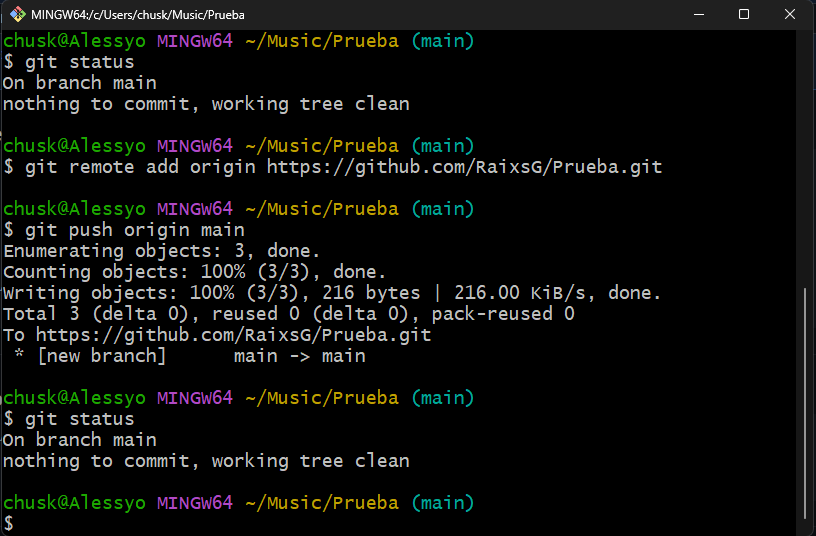 MINGW64:/c/Users/chusk/Music/Prueba
chusk@Alessyo MINGW64 ~/Music/Prueba (main)
$ git status
On branch main
nothing to commit, working tree clean
chusk@Alessyo MINGW64 ~/Music/Prueba (main)
$ git remote add origin https://github.com/RaixsG/Prueba.git
chusk@Alessyo MINGW64 ~/Music/Prueba (main)
$ git push origin main
Enumerating objects: 3, done.
Counting objects: 100% (3/3), done.
Writing objects: 100% (3/3), 216 bytes | 216.00 KiB/s, done.
Total 3 (delta 0), reused 0 (delta 0), pack-reused 0
To https://github.com/RaixsG/Prueba.git
 * [new branch]      main -> main
chusk@Alessyo MINGW64 ~/Music/Prueba (main)
$ git status
On branch main
nothing to commit, working tree clean
chusk@Alessyo MINGW64 ~/Music/Prueba (main)
$